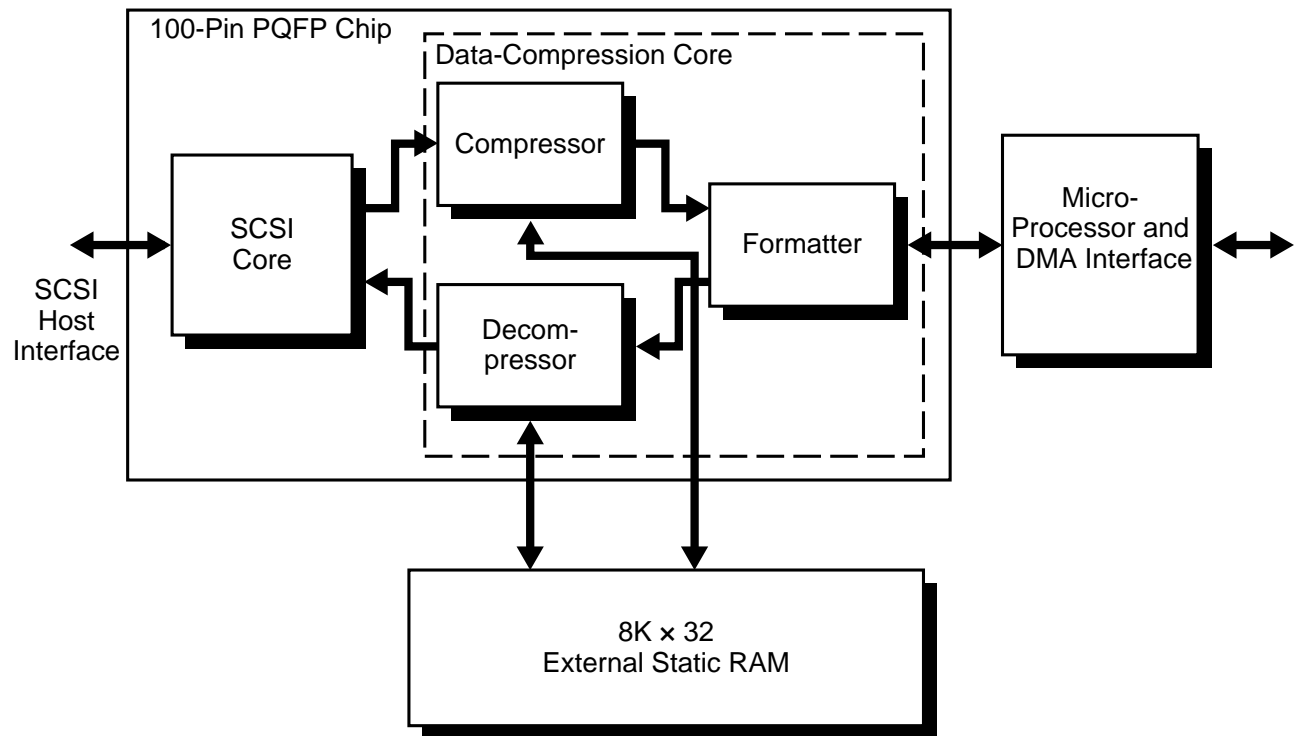 100-Pin PQFP Chip
Data-Compression Core
Compressor
SCSI
Core
Formatter
Micro-
Processor and
DMA Interface
SCSI
Host
Interface
Decom-
pressor
8K × 32
External Static RAM